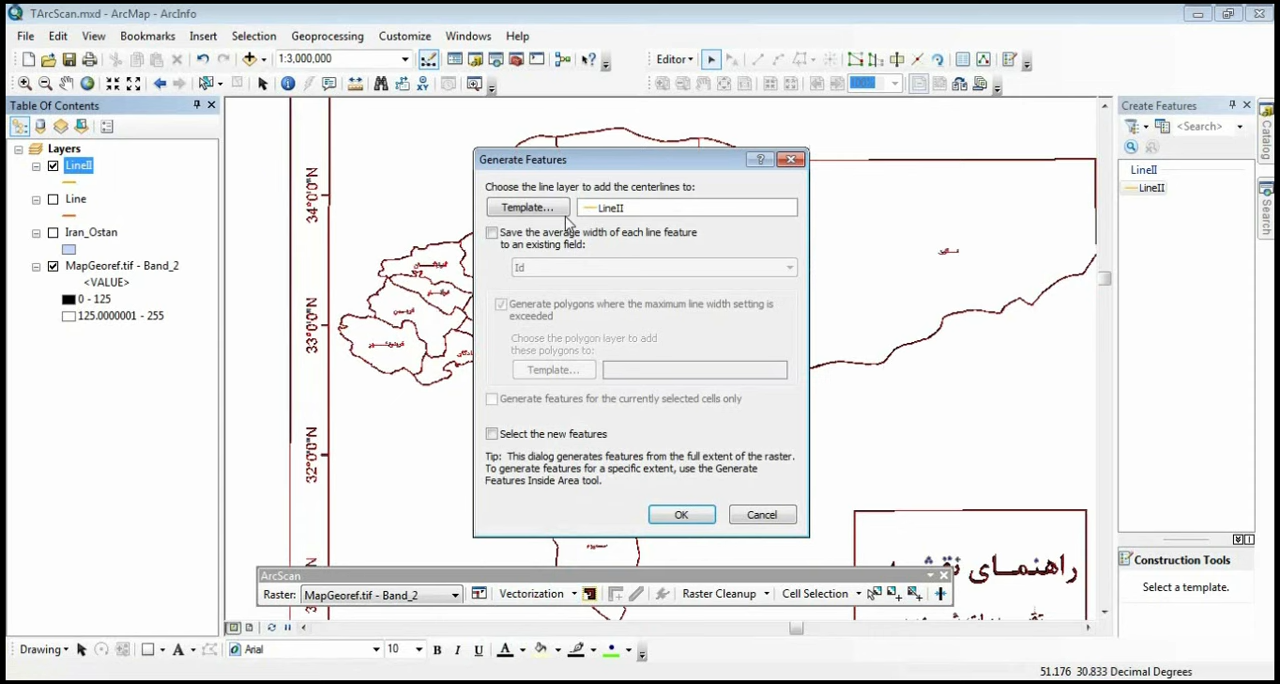 TArcScan.mxd - ArcMap - ArcInfo
File Edit View Bookmarks Insert Selection Geoprocessing Customize Windows Help
1:3,000,000 Editor
Table Of Contents
Layers
LineII
Line
Iran_Ostan
MapGeoref.tif - Band_2
<VALUE>
0 - 125
125.0000001 - 255
34°0'0"N
33°0'0"N
32°0'0"N
Generate Features
Choose the line layer to add the centerlines to:
Template... LineII
Save the average width of each line feature
to an existing field:
Id
Generate polygons where the maximum line width setting is
exceeded
Choose the polygon layer to add
these polygons to:
Template...
Generate features for the currently selected cells only
Select the new features
Tip: This dialog generates features from the full extent of the raster.
To generate features for a specific extent, use the Generate
Features Inside Area tool.
OK Cancel
راهنمای نقشه
Create Features
<Search>
LineII
LineII
Catalog
Search
Construction Tools
Select a template.
ArcScan
Raster: MapGeoref.tif - Band_2 Vectorization Raster Cleanup Cell Selection
Drawing A Arial 10 B I U A
51.176 30.833 Decimal Degrees